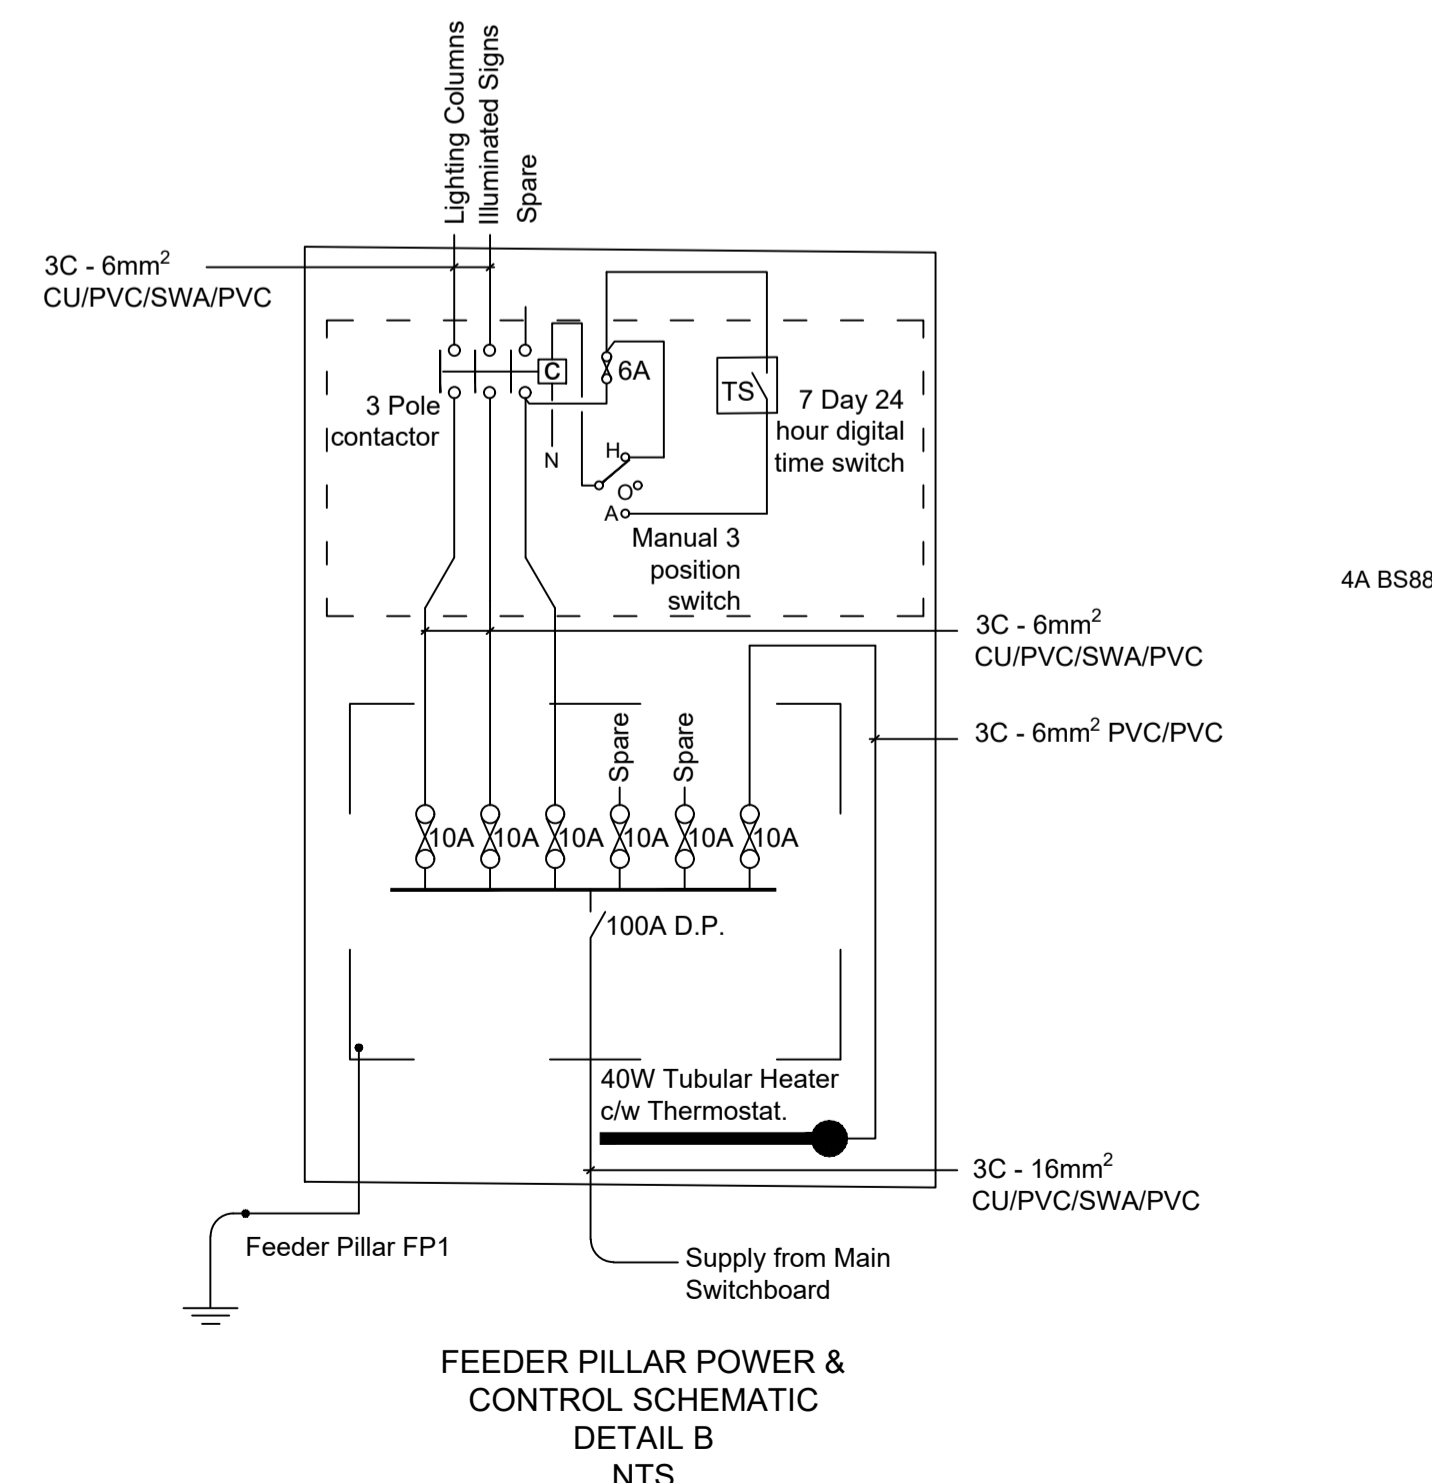 Lighting Columns
Illuminated Signs
Spare
3C - 6mm²
CU/PVC/SWA/PVC
C
6A
TS
3 Pole
contactor
7 Day 24
hour digital
time switch
N
H
O
A
Manual 3
position
switch
4A BS88
3C - 6mm²
CU/PVC/SWA/PVC
3C - 6mm² PVC/PVC
Spare
Spare
10A
10A
10A
10A
10A
10A
100A D.P.
40W Tubular Heater
c/w Thermostat.
3C - 16mm²
CU/PVC/SWA/PVC
Feeder Pillar FP1
Supply from Main
Switchboard
FEEDER PILLAR POWER &
CONTROL SCHEMATIC
DETAIL B
NTS